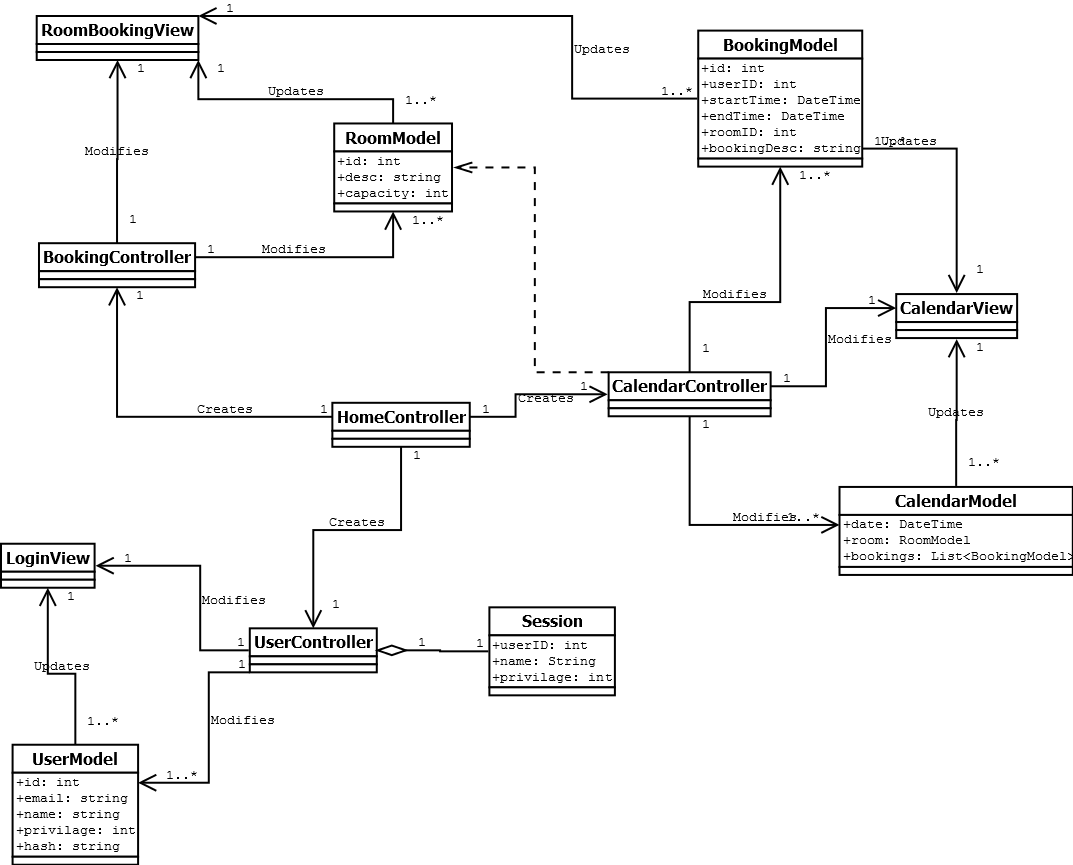 RoomBookingView
1
1
1
Updates
1..*
Updates
1..*
BookingModel
+id: int
+userID: int
+startTime: DateTime
+endTime: DateTime
+roomID: int
+bookingDesc: string
1..*
Updates
1..*
1
RoomModel
+id: int
+desc: string
+capacity: int
1..*
Modifies
1
BookingController
1
Modifies
1
Modifies
1
CalendarView
1
Modifies
1
CalendarController
1
1
Creates
1
HomeController
1
Creates
1
1
Creates
1
Updates
1..*
CalendarModel
+date: DateTime
+room: RoomModel
+bookings: List<BookingModel>
Modifies
1..*
LoginView
1
1
Modifies
1
UserController
1
1
1
Session
+userID: int
+name: String
+privilage: int
Updates
1..*
Modifies
1..*
UserModel
+id: int
+email: string
+name: string
+privilage: int
+hash: string